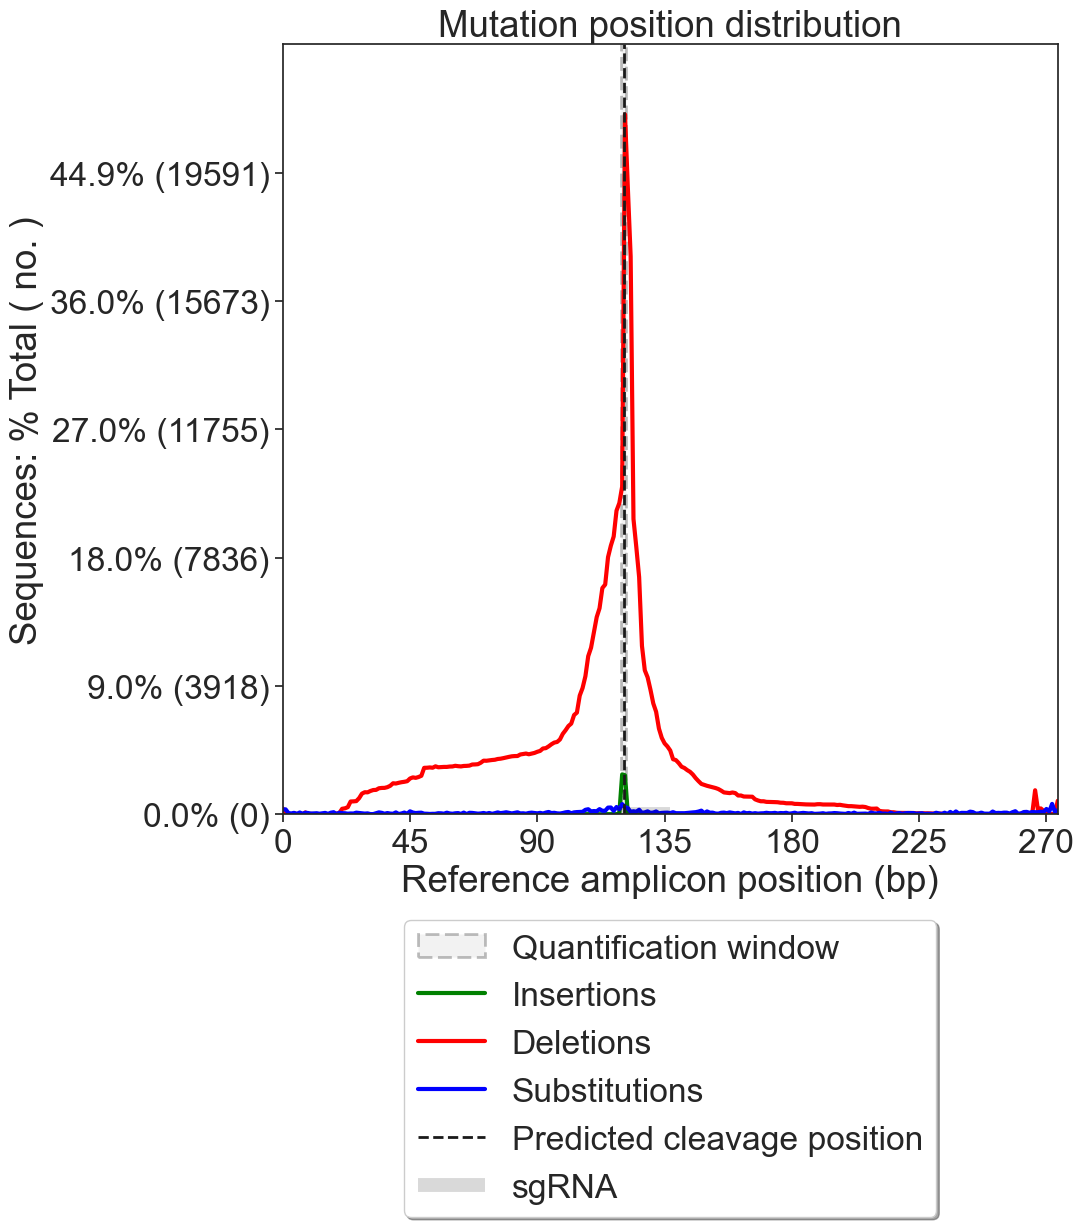 Mutation position distribution
Sequences: % Total ( no. )
44.9% (19591)
36.0% (15673)
27.0% (11755)
18.0% (7836)
9.0% (3918)
0.0% (0)
0 45 90 135 180 225 270
Reference amplicon position (bp)
Quantification window
Insertions
Deletions
Substitutions
Predicted cleavage position
sgRNA